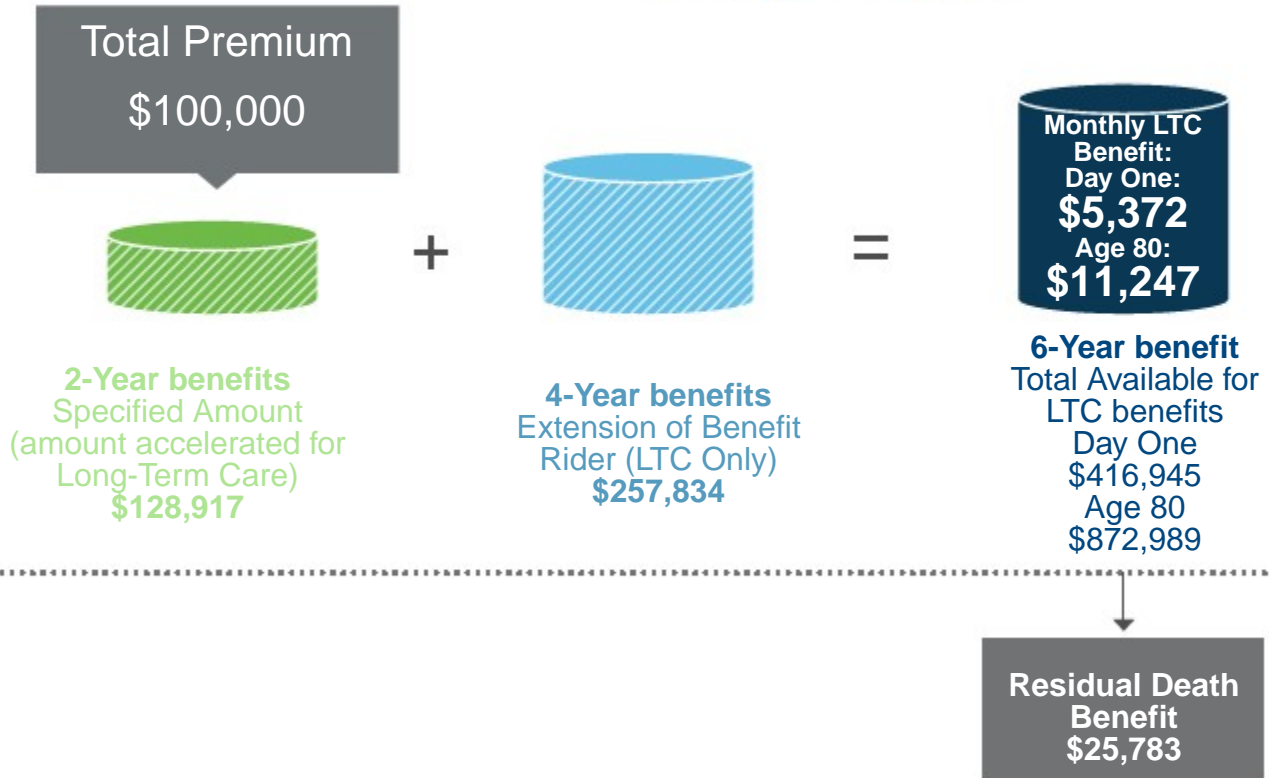 Total Premium
$100,000
+
=
Monthly LTC
Benefit:
Day One:
$5,372
Age 80:
$11,247
2-Year benefits
Specified Amount
(amount accelerated for
Long-Term Care)
$128,917
4-Year benefits
Extension of Benefit
Rider (LTC Only)
$257,834
6-Year benefit
Total Available for
LTC benefits
Day One
$416,945
Age 80
$872,989
Residual Death
Benefit
$25,783